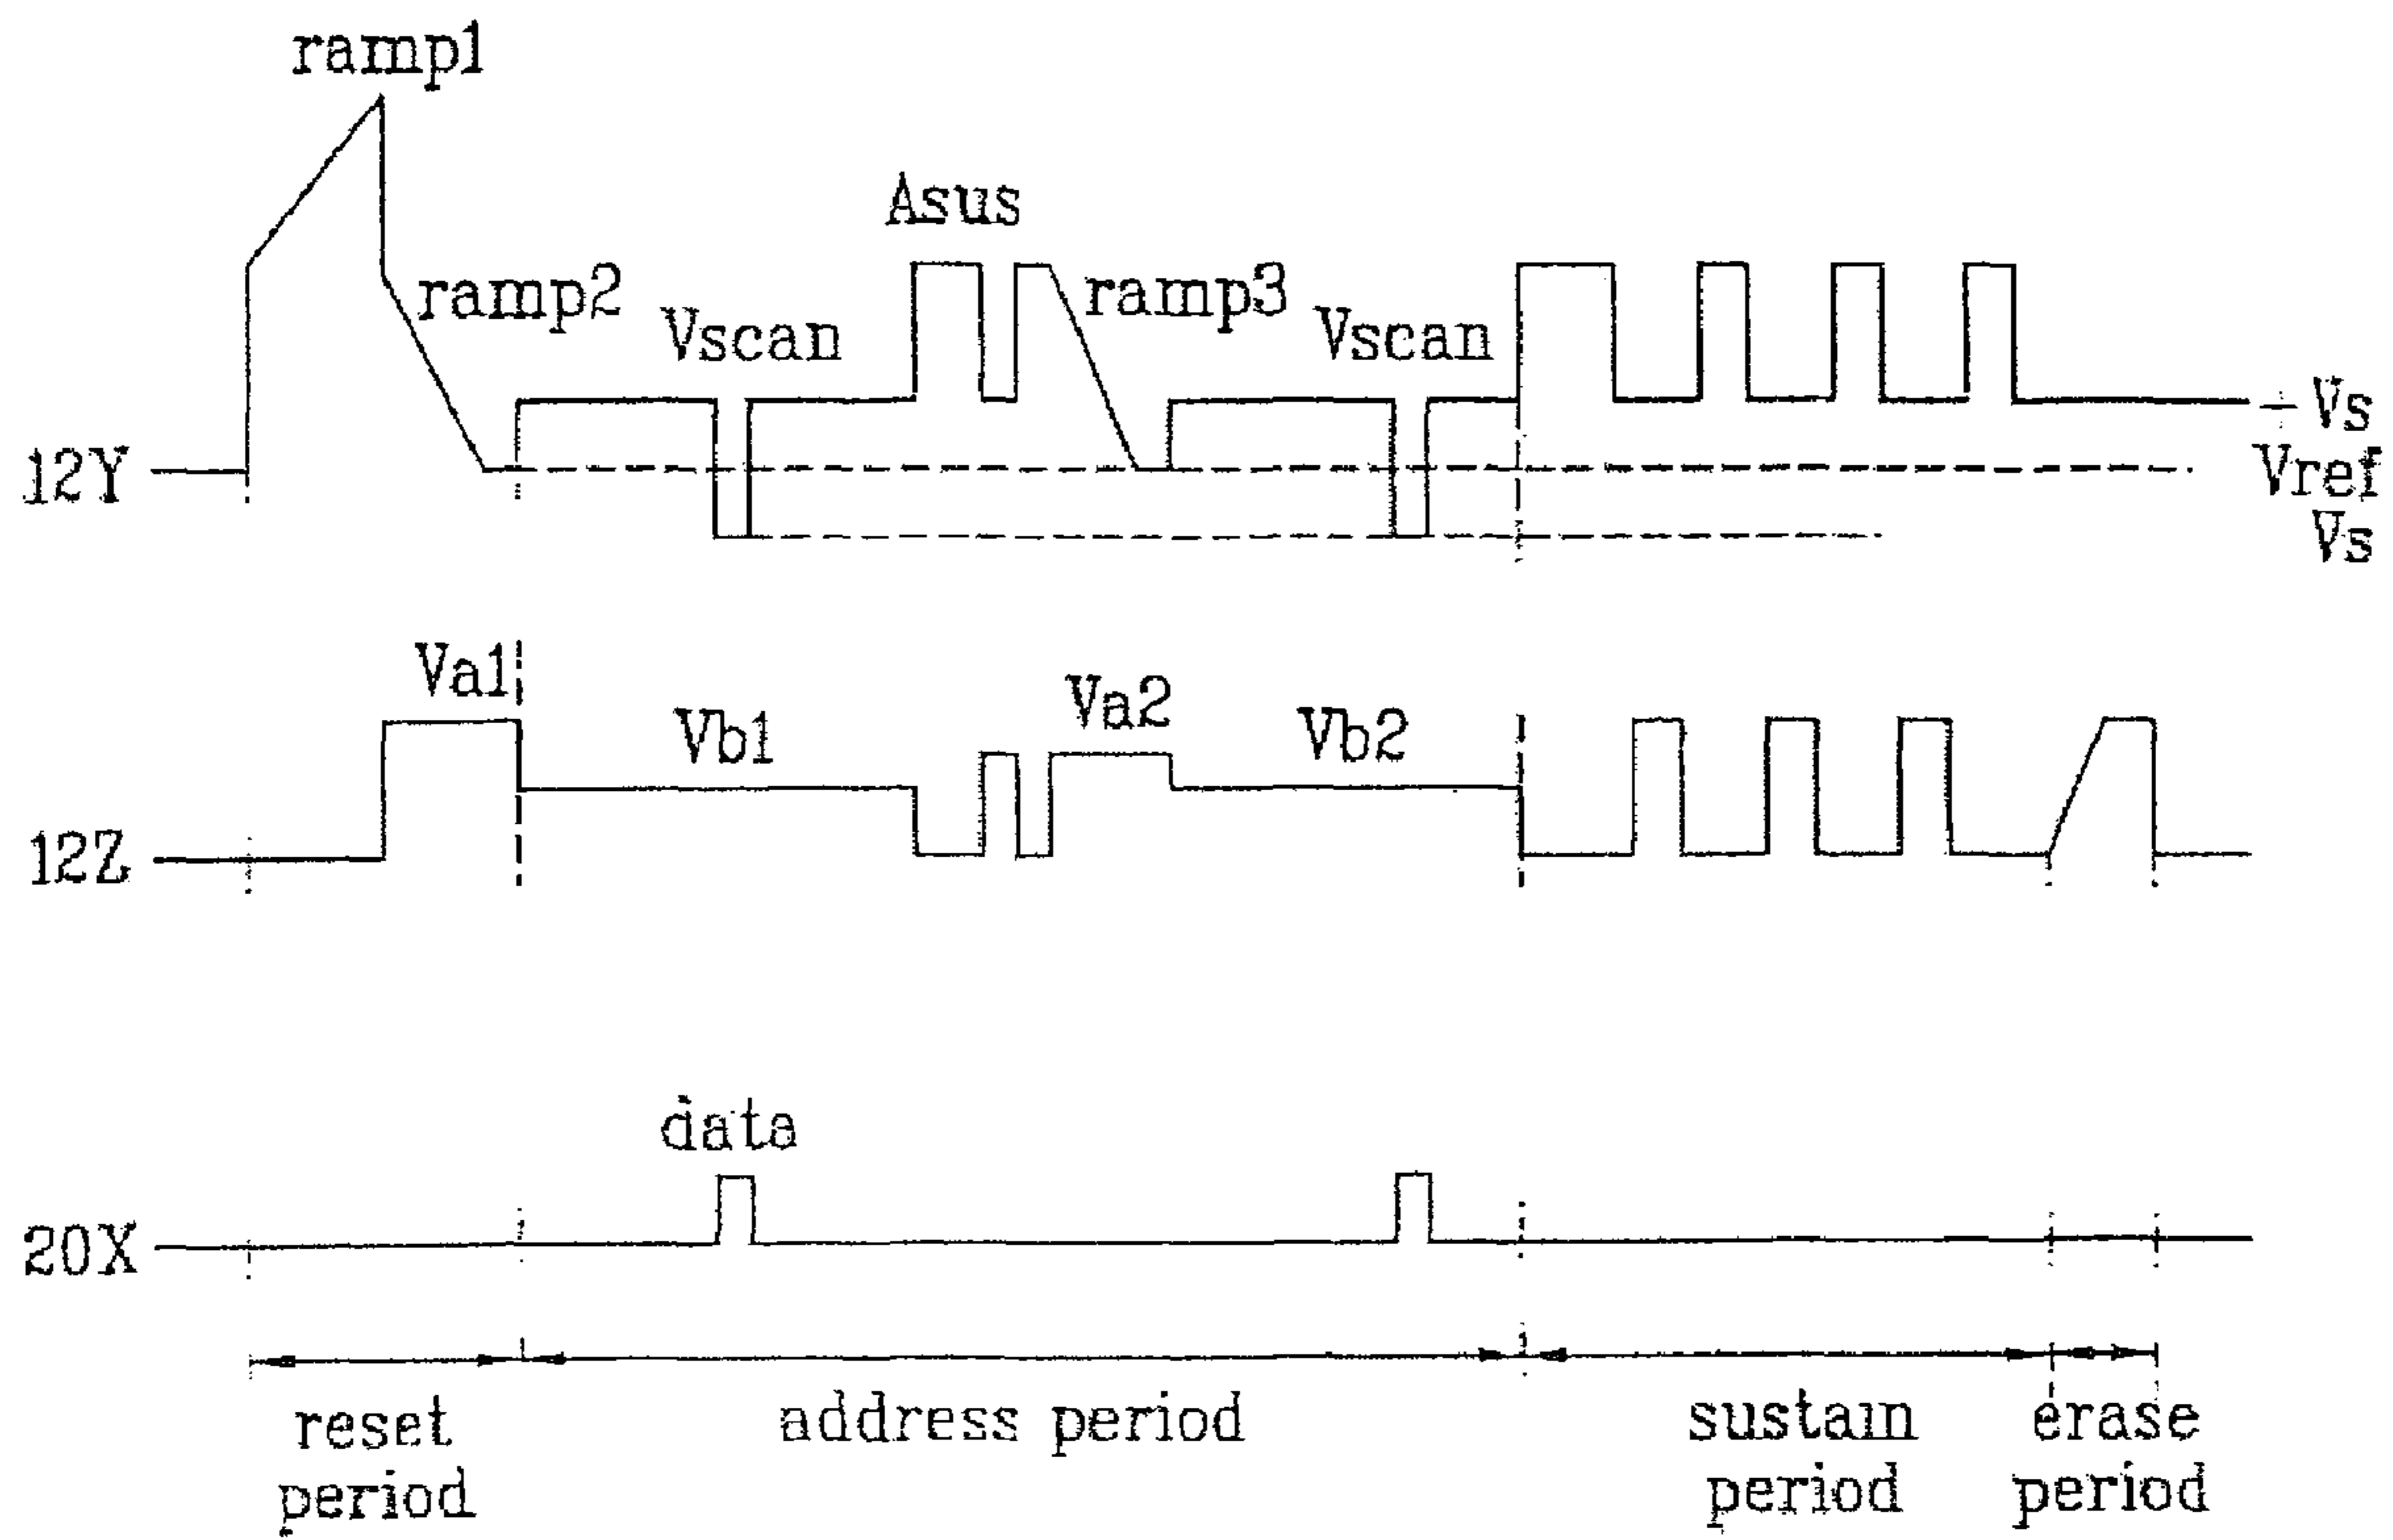 ramp1
Asus
ramp2
ramp3
Vscan
Vscan
+ Vs
12Y
Vref
Vs
Va1
Va2
Vb1
Vb2
12Z
data
20X
reset
period
address period
sustain
period
erase
period